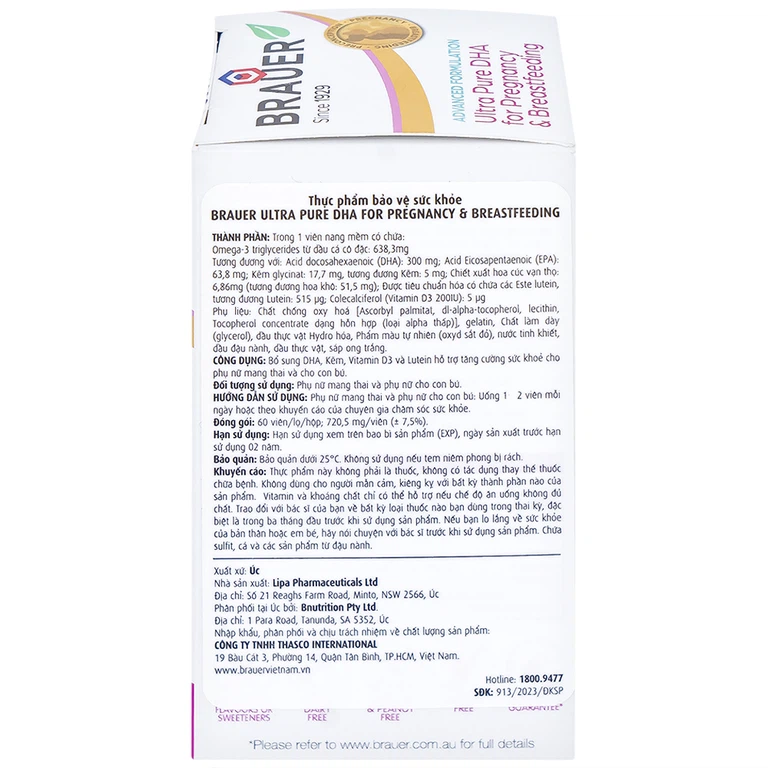 BRAUER
Since 1929
PREGNANCY
BREASTFEEDING
ADVANCED FORMULATION
Ultra Pure DHA
for Pregnancy
& Breastfeeding
Thực phẩm bảo vệ sức khỏe
BRAUER ULTRA PURE DHA FOR PREGNANCY & BREASTFEEDING
THÀNH PHẦN: Trong 1 viên nang mềm có chứa:
Omega-3 triglycerides từ dầu cá cô đặc: 638,3mg
Tương đương với: Acid docosahexaenoic (DHA): 300 mg; Acid Eicosapentaenoic (EPA):
63,8 mg; Kẽm glycinat: 17,7 mg, tương đương Kẽm: 5 mg; Chiết xuất hoa cúc vạn thọ:
6,86mg (tương đương hoa khô: 51,5 mg); Được tiêu chuẩn hóa có chứa các Este lutein,
tương đương Lutein: 515 µg; Colecalciferol (Vitamin D3 200IU): 5 µg
Phụ liệu: Chất chống oxy hoá [Ascorbyl palmitat, dl-alpha-tocopherol, lecithin,
Tocopherol concentrate dạng hỗn hợp (loại alpha thấp)], gelatin, Chất làm dày
(glycerol), dầu thực vật Hydro hóa, Phẩm màu tự nhiên (oxyd sắt đỏ), nước tinh khiết,
dầu đậu nành, dầu thực vật, sáp ong trắng.
CÔNG DỤNG: Bổ sung DHA, Kẽm, Vitamin D3 và Lutein hỗ trợ tăng cường sức khoẻ cho
phụ nữ mang thai và cho con bú.
Đối tượng sử dụng: Phụ nữ mang thai và phụ nữ cho con bú.
HƯỚNG DẪN SỬ DỤNG: Phụ nữ mang thai và phụ nữ cho con bú: Uống 1 2 viên mỗi
ngày hoặc theo khuyến cáo của chuyên gia chăm sóc sức khỏe.
Đóng gói: 60 viên/lọ/hộp; 720,5 mg/viên (± 7,5%).
Hạn sử dụng: Hạn sử dụng xem trên bao bì sản phẩm (EXP), ngày sản xuất trước hạn
sử dụng 02 năm.
Bảo quản: Bảo quản dưới 25°C. Không sử dụng nếu tem niêm phong bị rách.
Khuyến cáo: Thực phẩm này không phải là thuốc, không có tác dụng thay thế thuốc
chữa bệnh. Không dùng cho người mẫn cảm, kiêng kỵ với bất kỳ thành phần nào của
sản phẩm. Vitamin và khoáng chất chỉ có thể hỗ trợ nếu chế độ ăn uống không đủ
chất. Trao đổi với bác sĩ của bạn về bất kỳ loại thuốc nào bạn dùng trong thai kỳ, đặc
biệt là trong ba tháng đầu trước khi sử dụng sản phẩm. Nếu bạn lo lắng về sức khỏe
của bản thân hoặc em bé, hãy nói chuyện với bác sĩ trước khi sử dụng sản phẩm. Chứa
sulfit, cá và các sản phẩm từ đậu nành.
Xuất xứ: Úc
Nhà sản xuất: Lipa Pharmaceuticals Ltd
Địa chỉ: Số 21 Reaghs Farm Road, Minto, NSW 2566, Úc
Phân phối tại Úc bởi: Bnutrition Pty Ltd.
Địa chỉ: 1 Para Road, Tanunda, SA 5352, Úc
Nhập khẩu, phân phối và chịu trách nhiệm về chất lượng sản phẩm:
CÔNG TY TNHH THASCO INTERNATIONAL
19 Bàu Cát 3, Phường 14, Quận Tân Bình, TP.HCM, Việt Nam.
www.brauervietnam.vn
Hotline: 1800.9477
SĐK: 913/2023/ĐKSP
FLAVOURS OR DAIRY & PEANUT FREE GUARANTEE*
SWEETENERS FREE FREE
*Please refer to www.brauer.com.au for full details